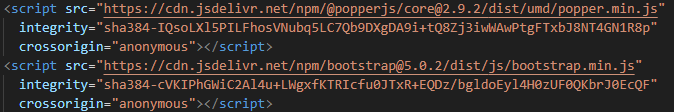 <script src="https://cdn.jsdelivr.net/npm/@popperjs/core@2.9.2/dist/umd/popper.min.js"
integrity="sha384-IQsoLXl5PILFhosVNubq5LC7Qb9DXgDA9i+tQ8Zj3iwWAwPtgFTxbJ8NT4GN1R8p"
crossorigin="anonymous"></script>
<script src="https://cdn.jsdelivr.net/npm/bootstrap@5.0.2/dist/js/bootstrap.min.js"
integrity="sha384-cVKIPhGWiC2Al4u+LWgxfKTRIcfu0JTxR+EQDz/bgldoEyl4H0zUF0QKbrJ0EcQF"
crossorigin="anonymous"></script>